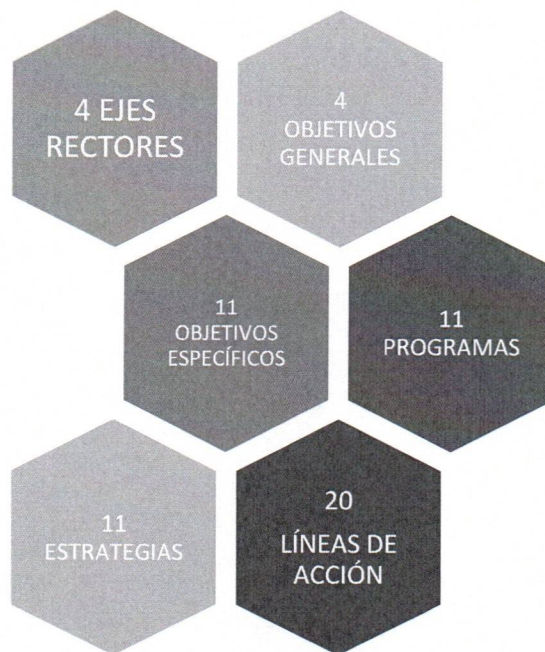 4 EJES
RECTORES
4
OBJETIVOS
GENERALES
11
OBJETIVOS
ESPECÍFICOS
11
PROGRAMAS
11
ESTRATEGIAS
20
LÍNEAS DE
ACCIÓN